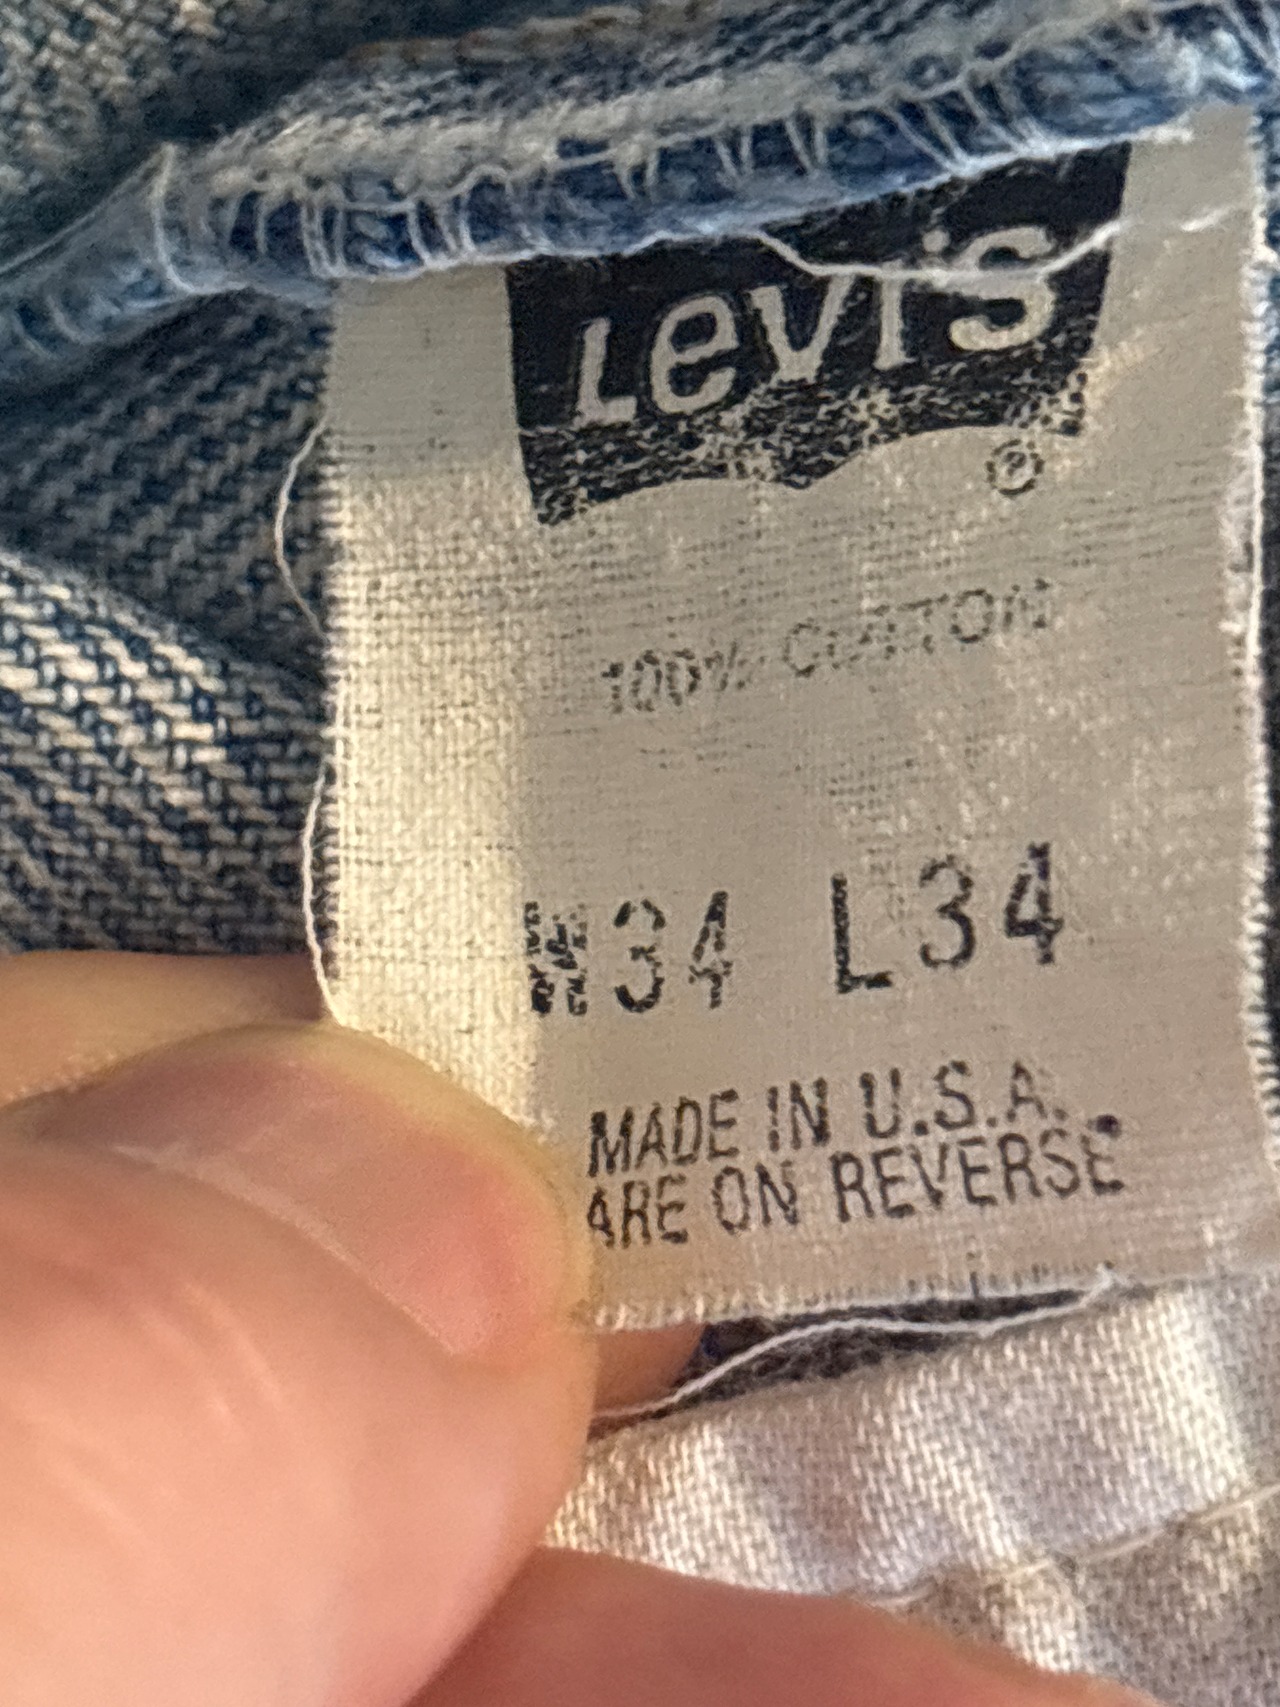 Levi's
®
100% COTTON
W34 L34
MADE IN U.S.A.
ARE ON REVERSE